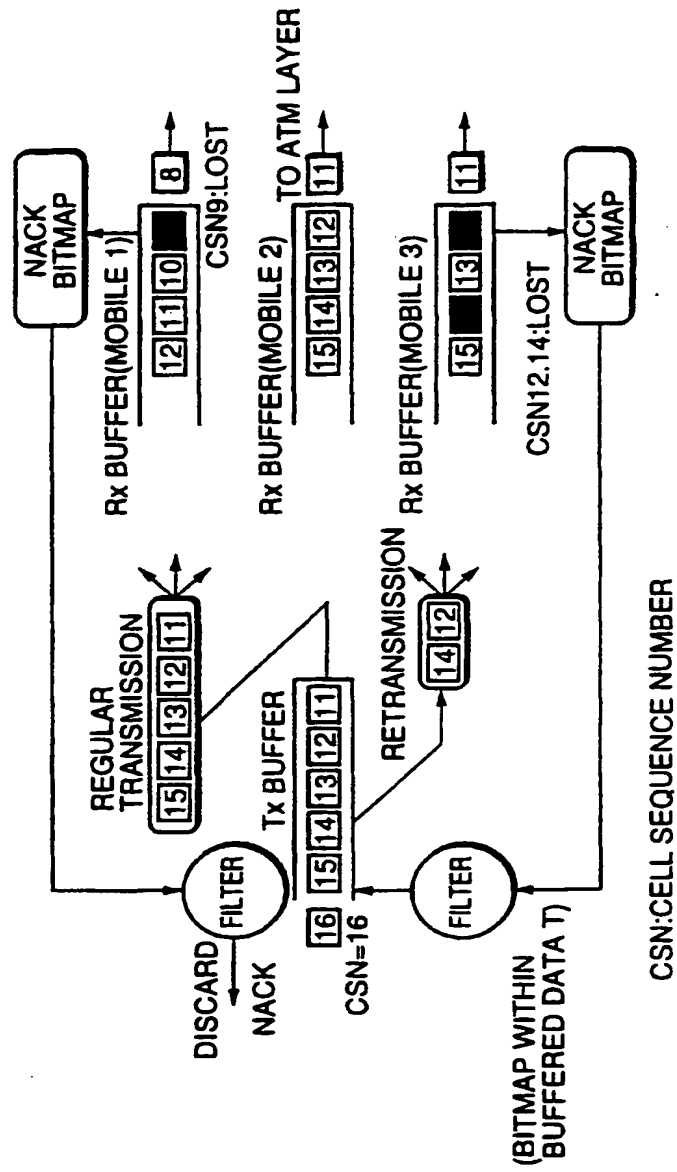 NACK
BITMAP
8
CSN9:LOST
Rx BUFFER(MOBILE 1)
12 11 10
TO ATM LAYER
11
Rx BUFFER(MOBILE 2)
15 14 13 12
11
Rx BUFFER(MOBILE 3)
15 13
CSN12.14:LOST
NACK
BITMAP
REGULAR
TRANSMISSION
15 14 13 12 11
Tx BUFFER
15 14 13 12 11
RETRANSMISSION
14 12
FILTER
DISCARD
NACK
16
CSN=16
FILTER
(BITMAP WITHIN
BUFFERED DATA T)
CSN:CELL SEQUENCE NUMBER